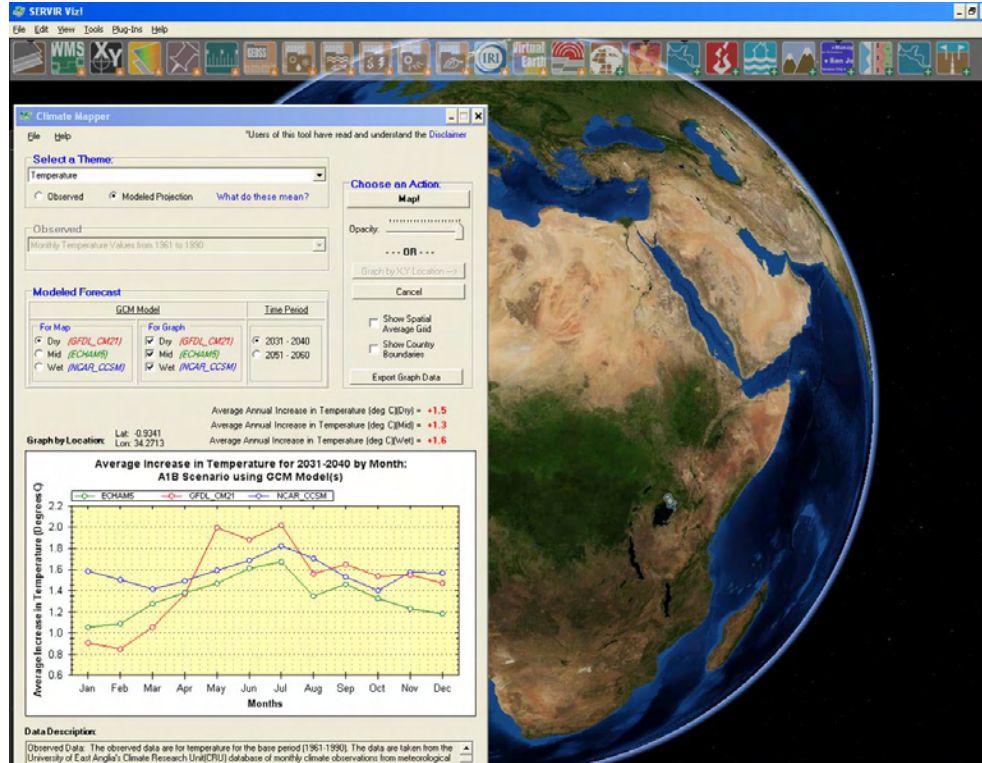 SERVIR Viz!
File Edit View Tools Plug-Ins Help
WMS XY GEOSS IRI Virtual Earth
Climate Mapper
File Help
"Users of this tool have read and understand the Disclaimer
Select a Theme:
Temperature
Observed Modeled Projection What do these mean?
Observed
Monthly Temperature Values from 1961 to 1990
Modeled Forecast
GCM Model Time Period
For Map For Graph
Dry (GFDL_CM21) Dry (GFDL_CM21) 2031 - 2040
Mid (ECHAM5) Mid (ECHAM5) 2051 - 2060
Wet (NCAR_CCSM) Wet (NCAR_CCSM)
Choose an Action:
Map!
Opacity:
- - - OR - - -
Graph by X,Y Location -->
Cancel
Show Spatial
Average Grid
Show Country
Boundaries
Export Graph Data
Average Annual Increase in Temperature (deg C)(Dry) = +1.5
Average Annual Increase in Temperature (deg C)(Mid) = +1.3
Average Annual Increase in Temperature (deg C)(Wet) = +1.6
Graph by Location: Lat: -0.9341
Lon: 34.2713
Average Increase in Temperature for 2031-2040 by Month:
A1B Scenario using GCM Model(s)
ECHAM5 GFDL_CM21 NCAR_CCSM
Average Increase in Temperature (Degrees C)
2.2
2.0
1.8
1.6
1.4
1.2
1.0
0.8
0.6
Jan Feb Mar Apr May Jun Jul Aug Sep Oct Nov Dec
Months
Data Description:
Observed Data: The observed data are for temperature for the base period (1961-1990). The data are taken from the
University of East Anglia's Climate Research Unit(CRU) database of monthly climate observations from meteorological